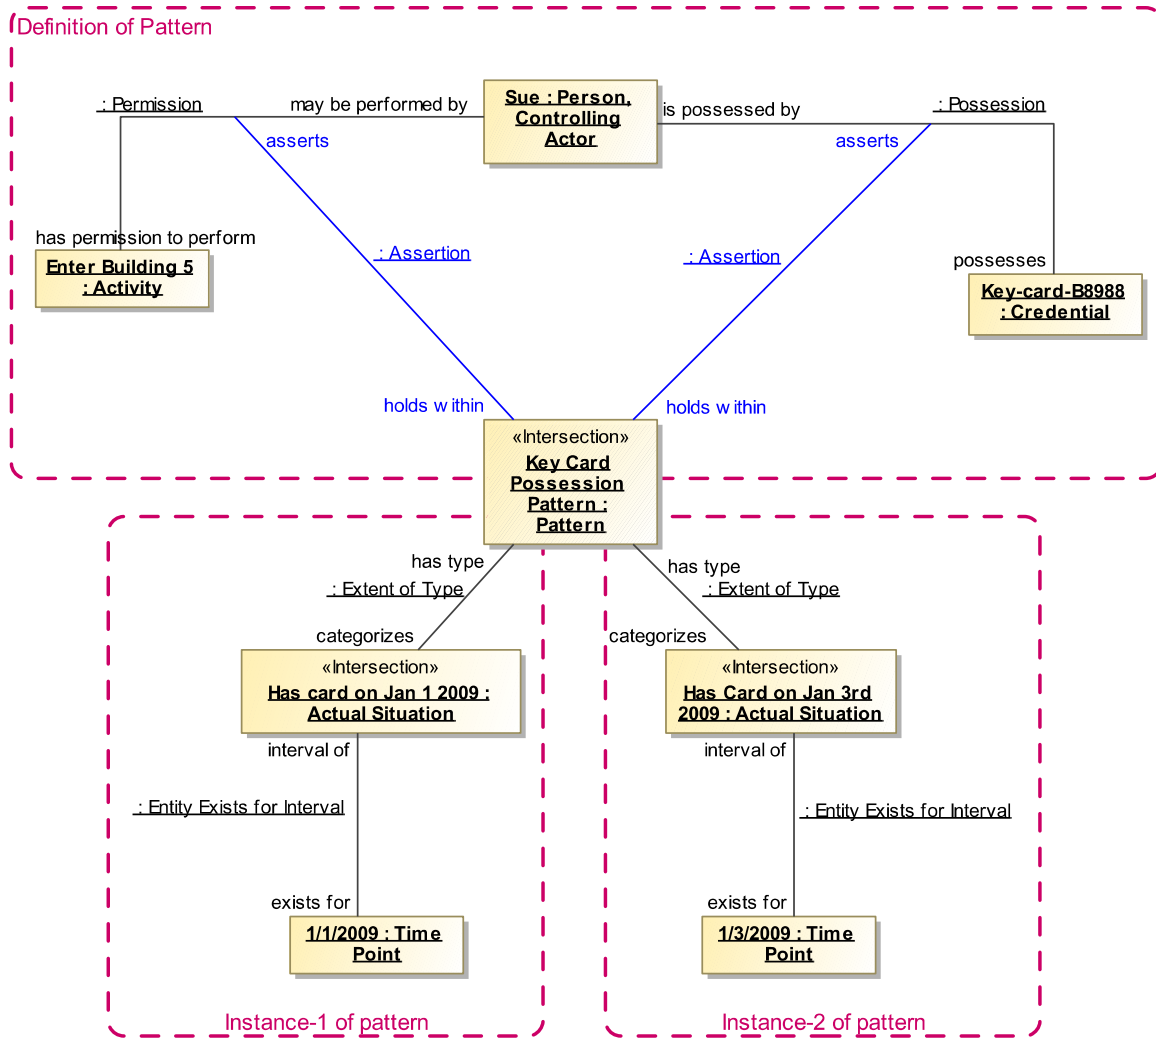 Definition of Pattern
: Permission
may be performed by
Sue : Person,
Controlling
Actor
is possessed by
: Possession
asserts
asserts
has permission to perform
Enter Building 5
: Activity
: Assertion
: Assertion
possesses
Key-card-B8988
: Credential
holds within
holds within
«Intersection»
Key Card
Possession
Pattern :
Pattern
has type
: Extent of Type
categorizes
has type
: Extent of Type
categorizes
«Intersection»
Has card on Jan 1 2009 :
Actual Situation
«Intersection»
Has Card on Jan 3rd
2009 : Actual Situation
interval of
interval of
: Entity Exists for Interval
: Entity Exists for Interval
exists for
exists for
1/1/2009 : Time
Point
1/3/2009 : Time
Point
Instance-1 of pattern
Instance-2 of pattern